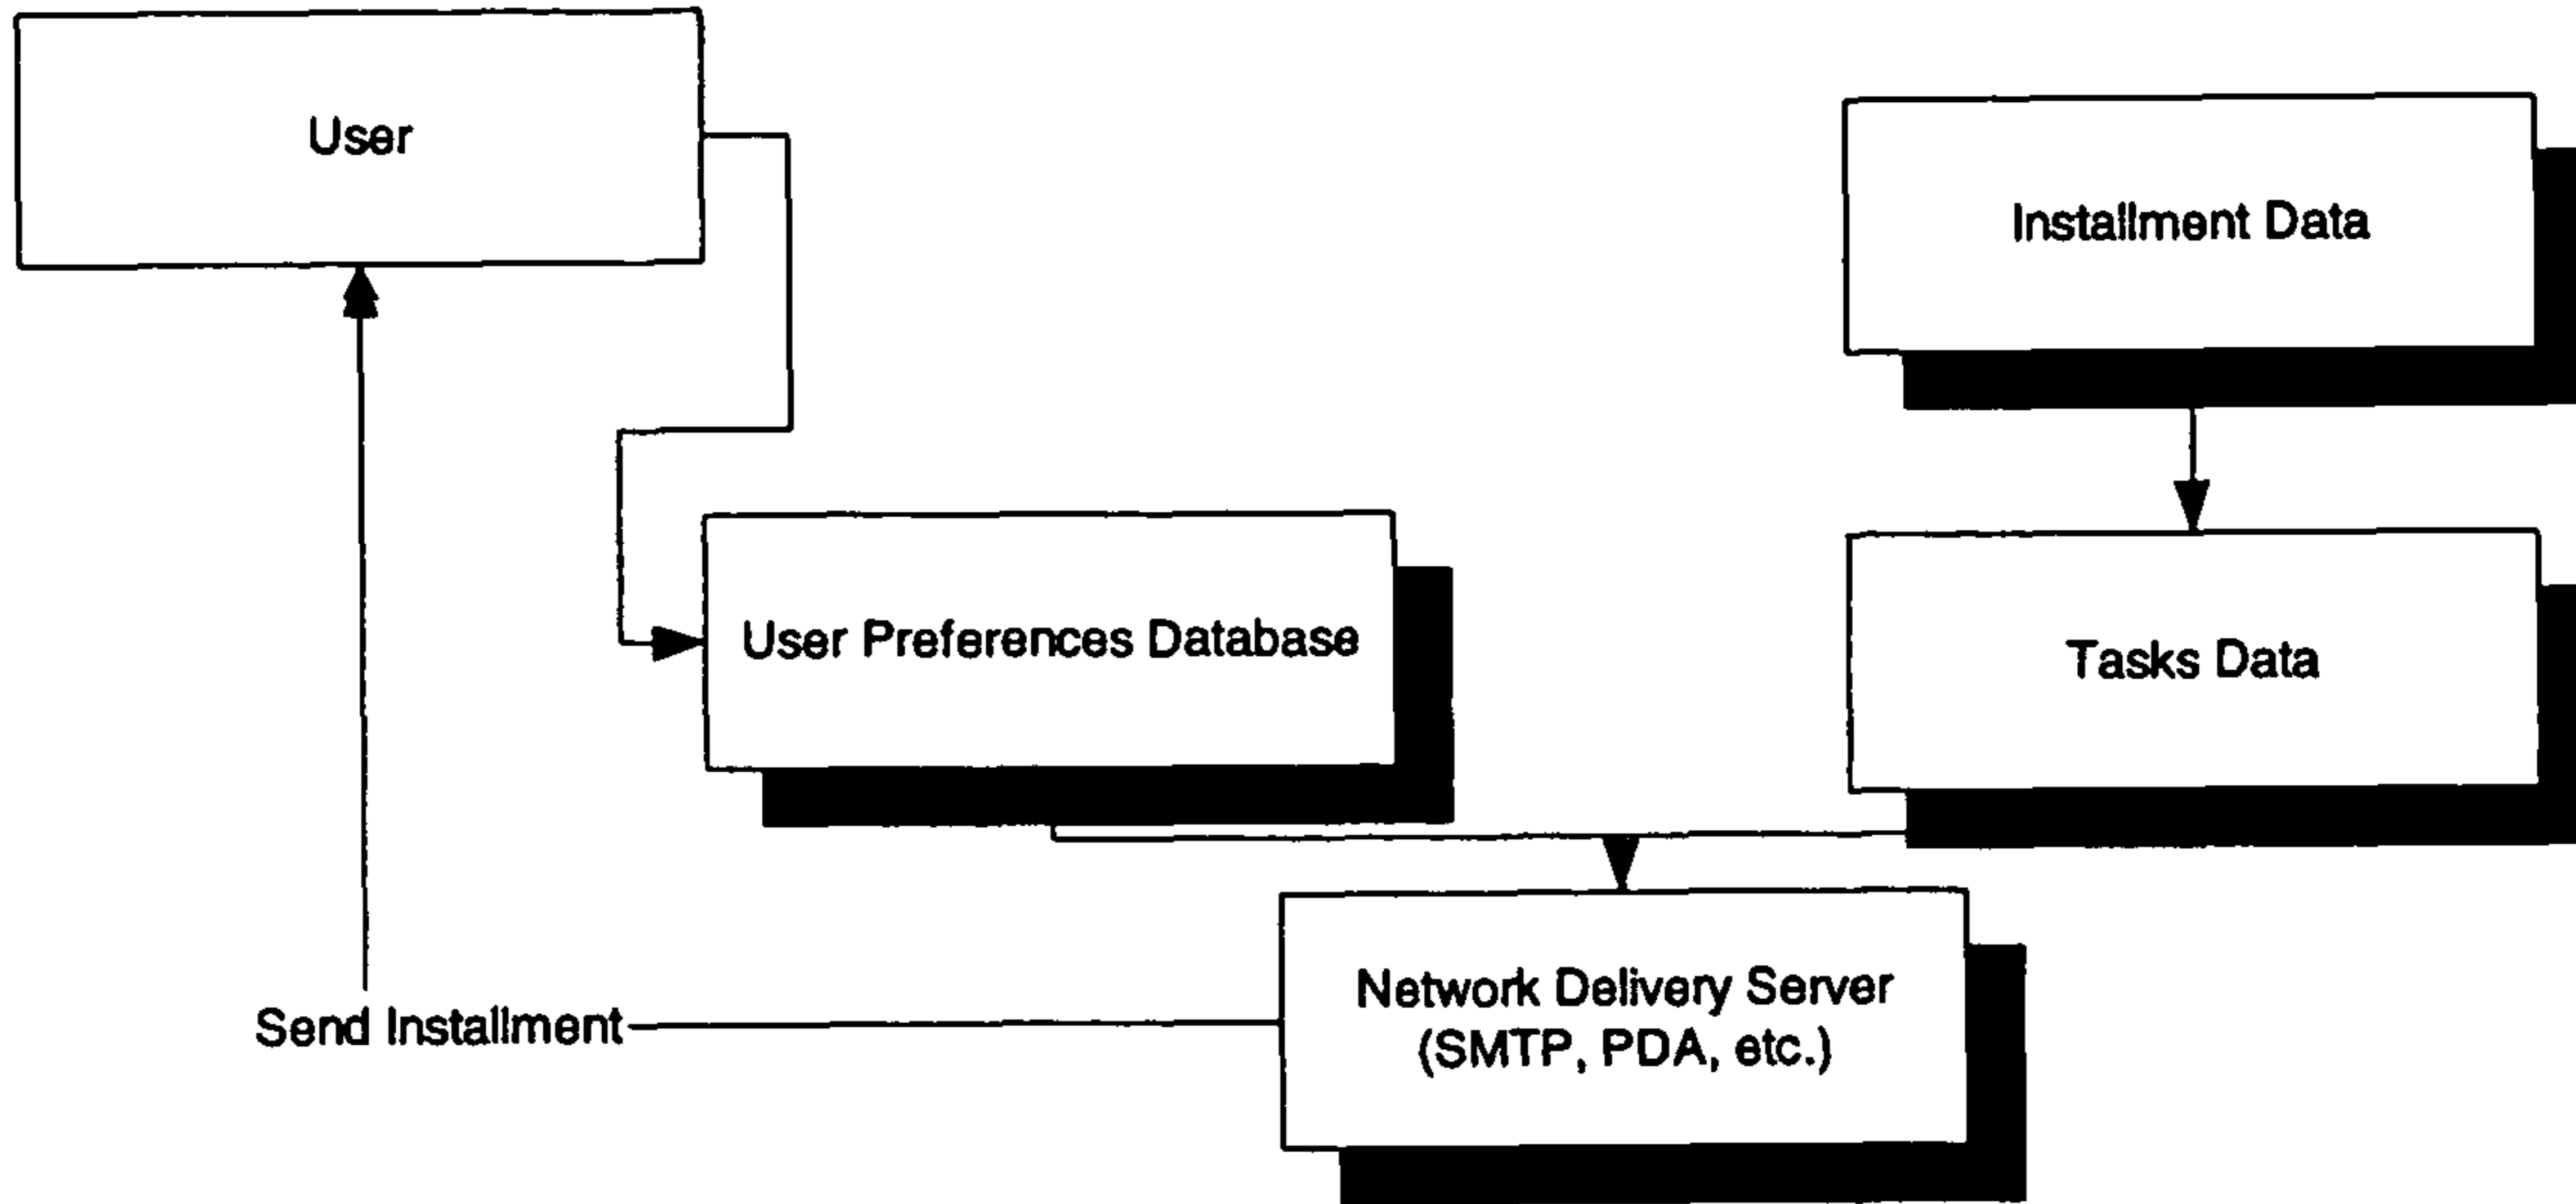 User
Installment Data
User Preferences Database
Tasks Data
Network Delivery Server
(SMTP, PDA, etc.)
Send Installment